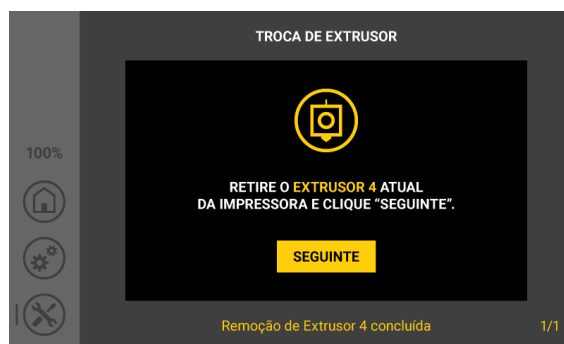 TROCA DE EXTRUSOR
100%
RETIRE O EXTRUSOR 4 ATUAL
DA IMPRESSORA E CLIQUE “SEGUINTE”.
SEGUINTE
Remoção de Extrusor 4 concluída
1/1